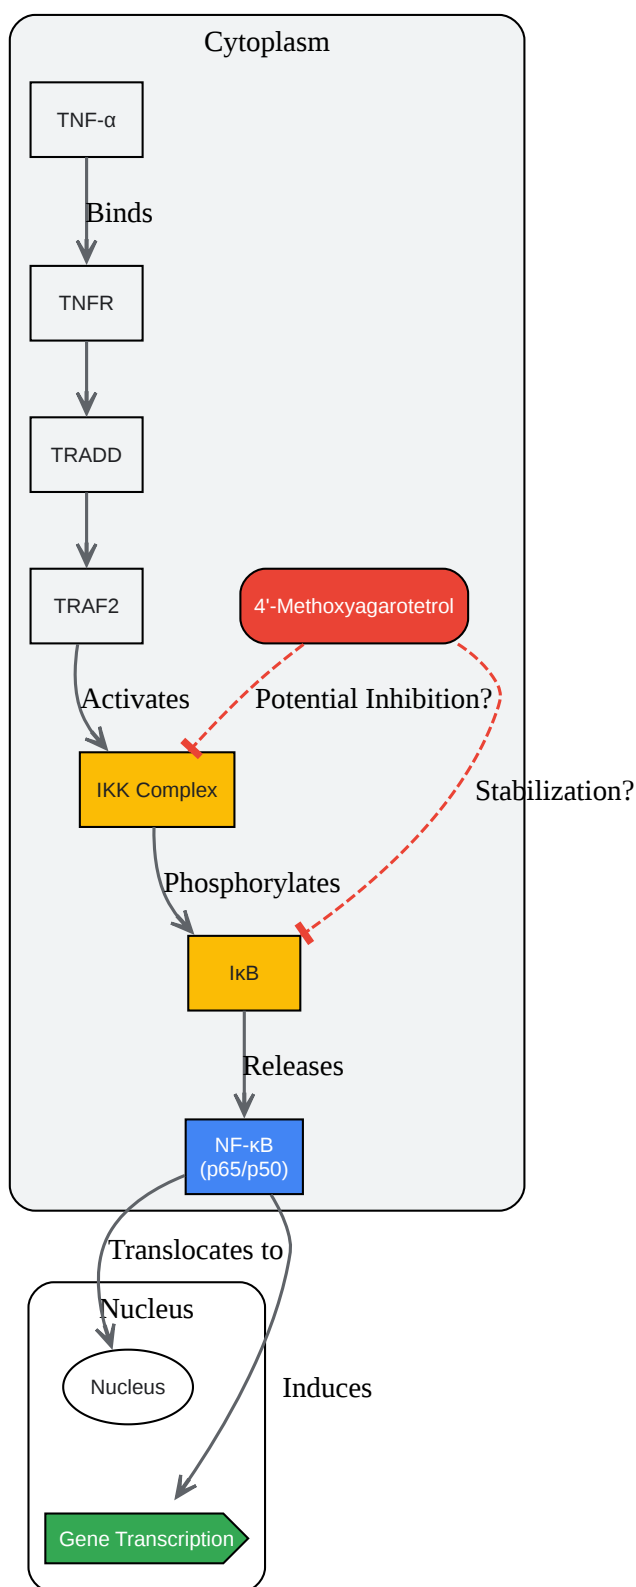 Cytoplasm
TNF-α
Binds
TNFR
TRADD
TRAF2
4'-Methoxyagarotetrol
Activates
Potential Inhibition?
IKK Complex
Stabilization?
Phosphorylates
IκB
Releases
NF-κB
(p65/p50)
Translocates to
Nucleus
Nucleus
Induces
Gene Transcription